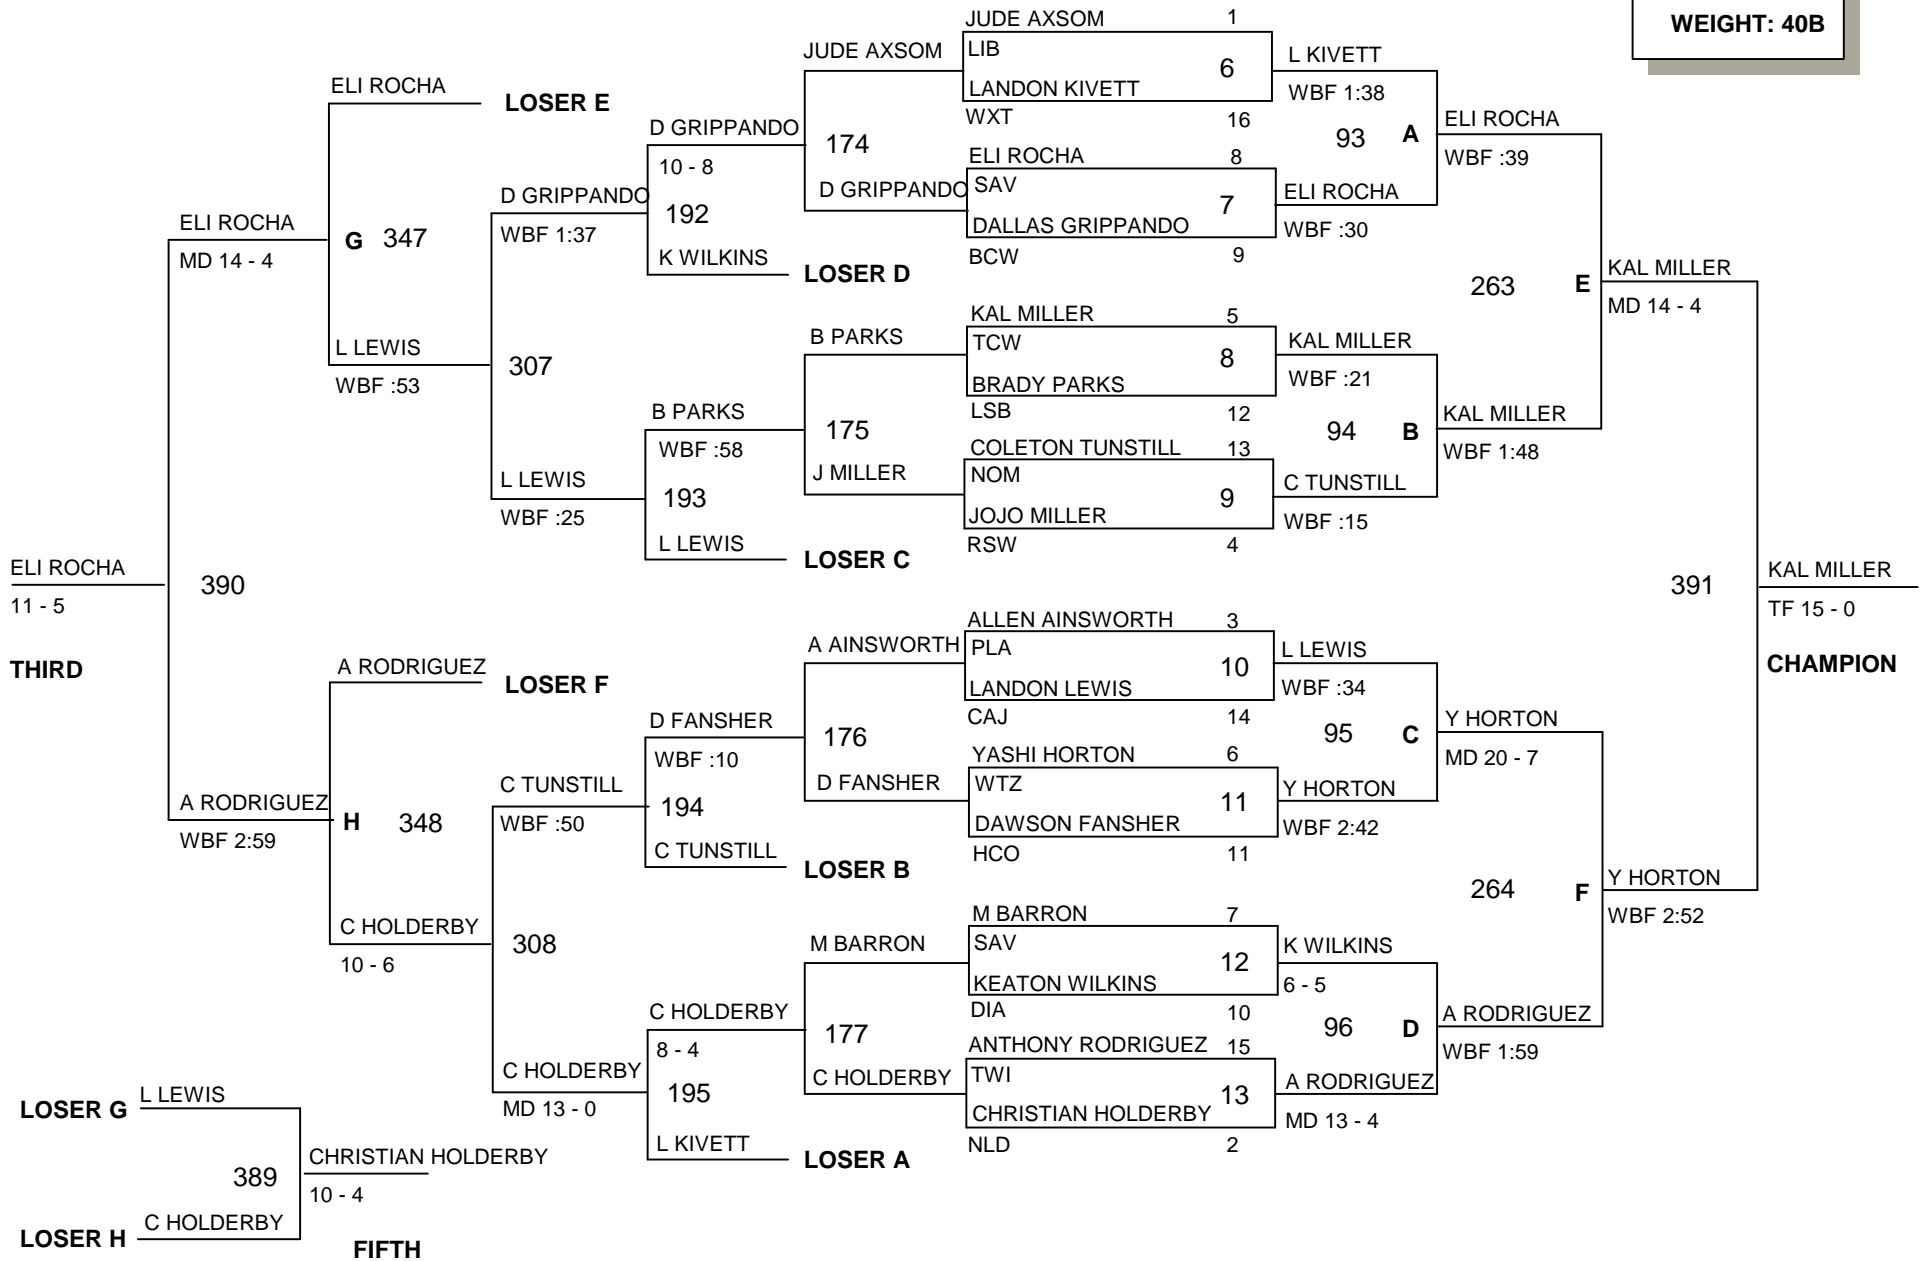 WEIGHT: 40B
JUDE AXSOM 1
LIB
6
LANDON KIVETT
WXT 16
ELI ROCHA 8
SAV
7
DALLAS GRIPPANDO
BCW 9
KAL MILLER 5
TCW
8
BRADY PARKS
LSB 12
COLETON TUNSTILL 13
NOM
9
JOJO MILLER
RSW 4
ALLEN AINSWORTH 3
PLA
10
LANDON LEWIS
CAJ 14
YASHI HORTON 6
WTZ
11
DAWSON FANSHER
HCO 11
M BARRON 7
SAV
12
KEATON WILKINS
DIA 10
ANTHONY RODRIGUEZ 15
TWI
13
CHRISTIAN HOLDERBY
NLD 2
L KIVETT
WBF 1:38
93 A
ELI ROCHA
WBF :30
KAL MILLER
WBF :21
94 B
C TUNSTILL
WBF :15
L LEWIS
WBF :34
95 C
Y HORTON
WBF 2:42
K WILKINS
6 - 5
96 D
A RODRIGUEZ
MD 13 - 4
ELI ROCHA
WBF :39
263 E
KAL MILLER
WBF 1:48
Y HORTON
MD 20 - 7
264 F
A RODRIGUEZ
WBF 1:59
KAL MILLER
MD 14 - 4
391
Y HORTON
WBF 2:52
KAL MILLER
TF 15 - 0
CHAMPION
JUDE AXSOM
174
D GRIPPANDO
B PARKS
175
J MILLER
A AINSWORTH
176
D FANSHER
M BARRON
177
C HOLDERBY
D GRIPPANDO
10 - 8
192
K WILKINS
LOSER D
B PARKS
WBF :58
193
L LEWIS
LOSER C
D FANSHER
WBF :10
194
C TUNSTILL
LOSER B
C HOLDERBY
8 - 4
195
L KIVETT
LOSER A
D GRIPPANDO
WBF 1:37
307
L LEWIS
WBF :25
C TUNSTILL
WBF :50
308
C HOLDERBY
MD 13 - 0
ELI ROCHA
LOSER E
G 347
L LEWIS
WBF :53
A RODRIGUEZ
LOSER F
H 348
C HOLDERBY
10 - 6
ELI ROCHA
MD 14 - 4
390
A RODRIGUEZ
WBF 2:59
ELI ROCHA
11 - 5
THIRD
LOSER G L LEWIS
389
LOSER H C HOLDERBY
CHRISTIAN HOLDERBY
10 - 4
FIFTH